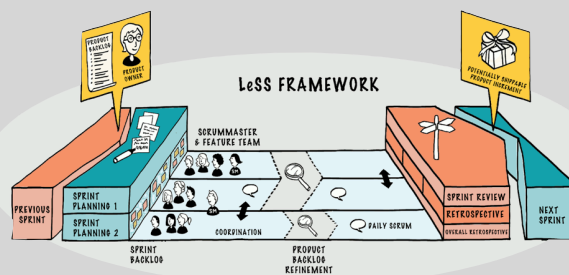 PRODUCT
BACKLOG
PRODUCT
OWNER
LeSS FRAMEWORK
POTENTIALLY SHIPPABLE
PRODUCT INCREMENT
SCRUMMASTER
& FEATURE TEAM
PREVIOUS
SPRINT
SPRINT
PLANNING 1
SPRINT
PLANNING 2
SM
SM
COORDINATION
DAILY SCRUM
SPRINT REVIEW
RETROSPECTIVE
OVERALL RETROSPECTIVE
NEXT
SPRINT
SPRINT
BACKLOG
PRODUCT
BACKLOG
REFINEMENT